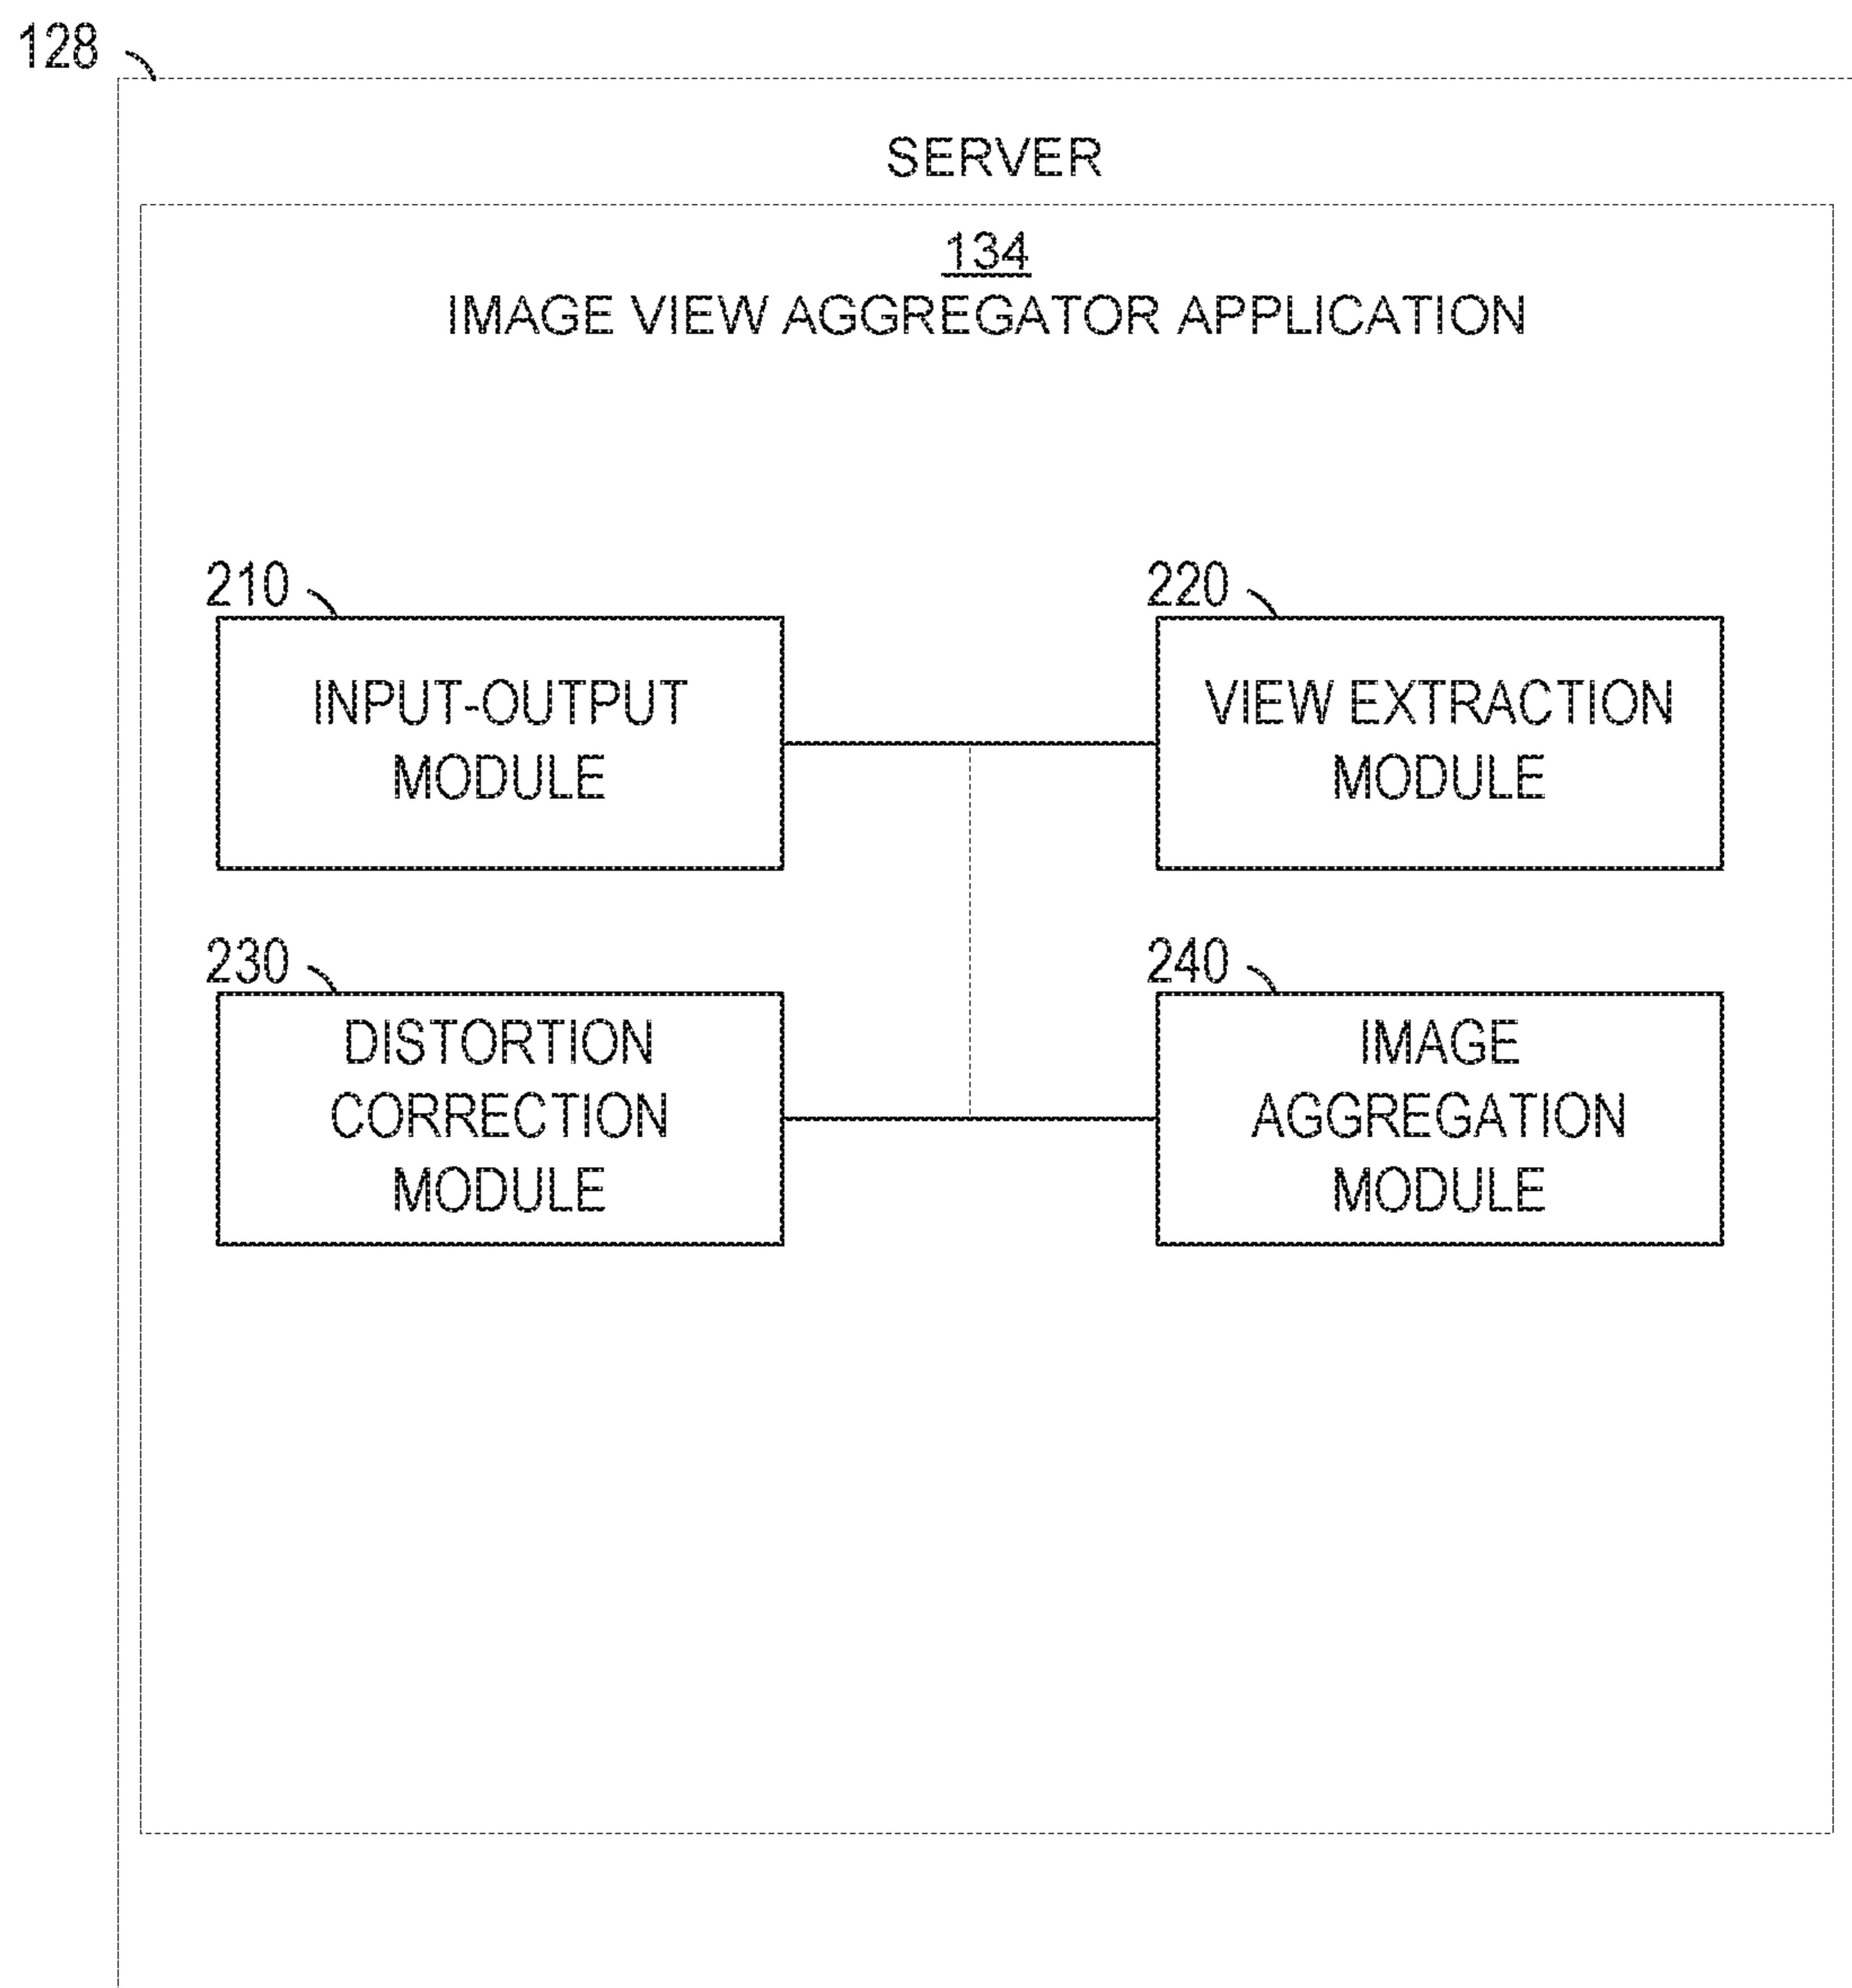 128
SERVER
134
IMAGE VIEW AGGREGATOR APPLICATION
210
INPUT-OUTPUT
MODULE
220
VIEW EXTRACTION
MODULE
230
DISTORTION
CORRECTION
MODULE
240
IMAGE
AGGREGATION
MODULE